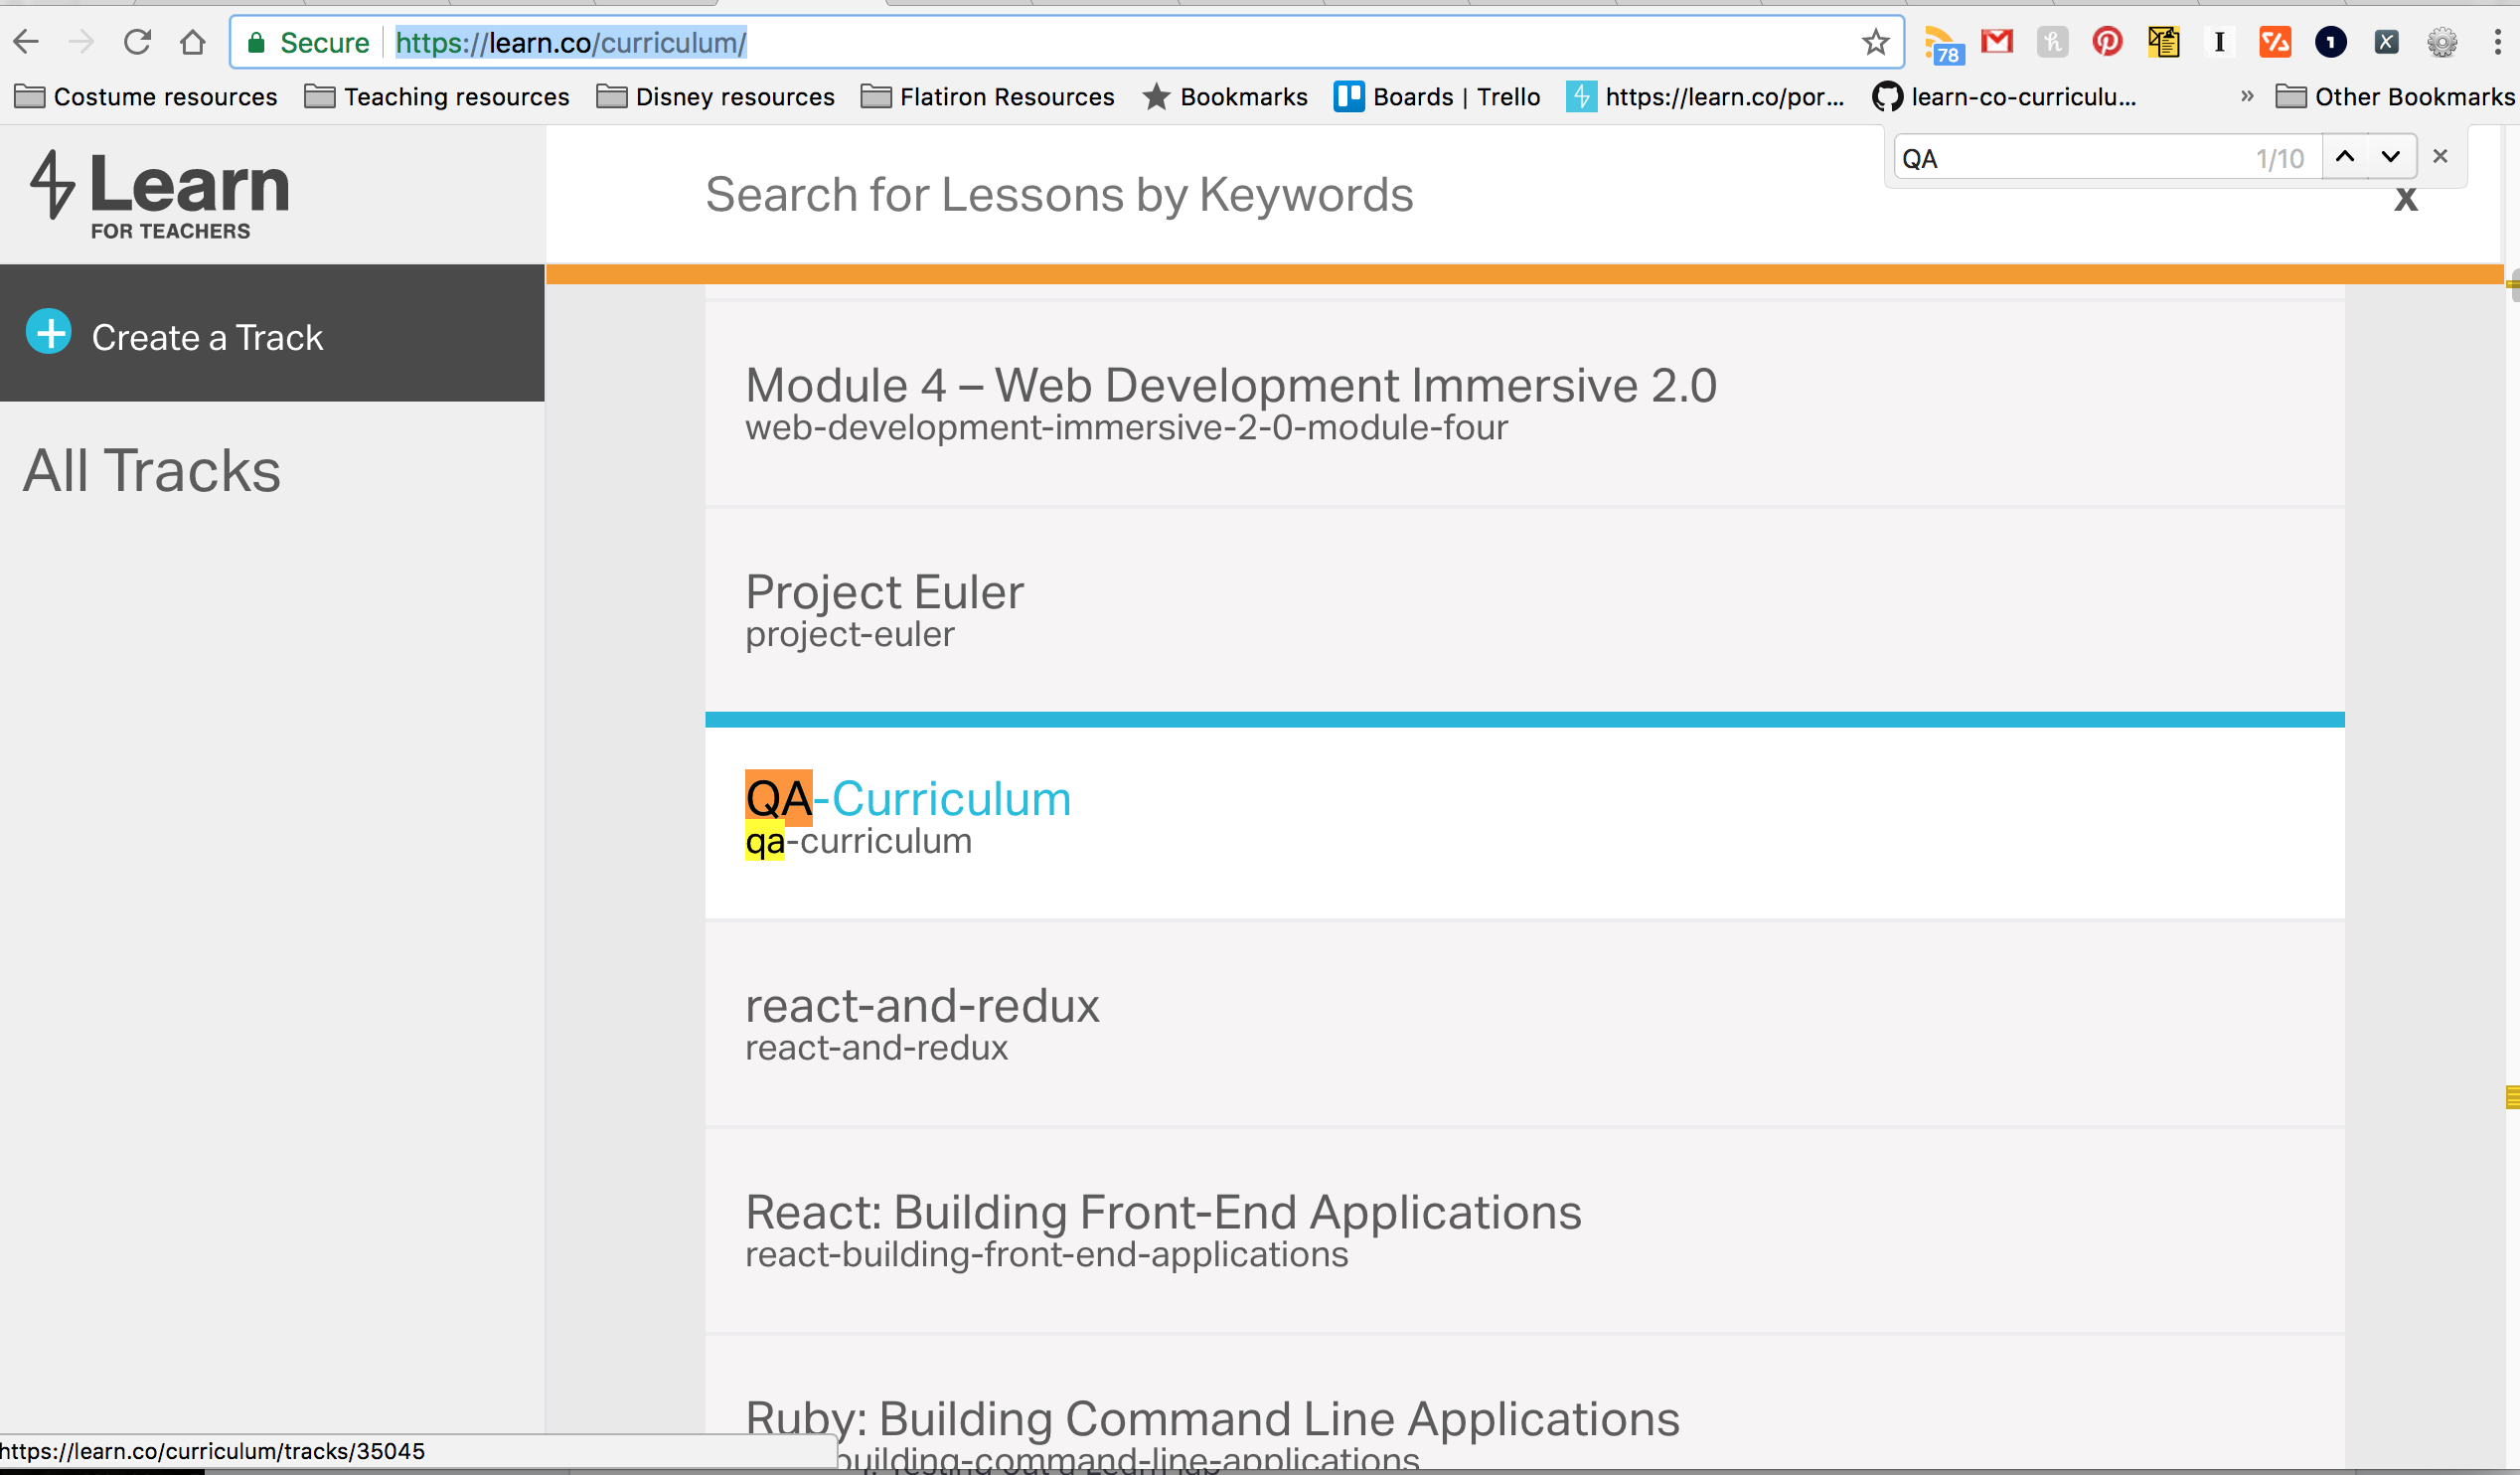 Secure https://learn.co/curriculum/
78
Costume resources Teaching resources Disney resources Flatiron Resources Bookmarks Boards | Trello https://learn.co/por... learn-co-curriculu... » Other Bookmarks
QA 1/10
Learn
FOR TEACHERS
Search for Lessons by Keywords
x
Create a Track
All Tracks
Module 4 – Web Development Immersive 2.0
web-development-immersive-2-0-module-four
Project Euler
project-euler
QA-Curriculum
qa-curriculum
react-and-redux
react-and-redux
React: Building Front-End Applications
react-building-front-end-applications
Ruby: Building Command Line Applications
building-command-line-applications
https://learn.co/curriculum/tracks/35045